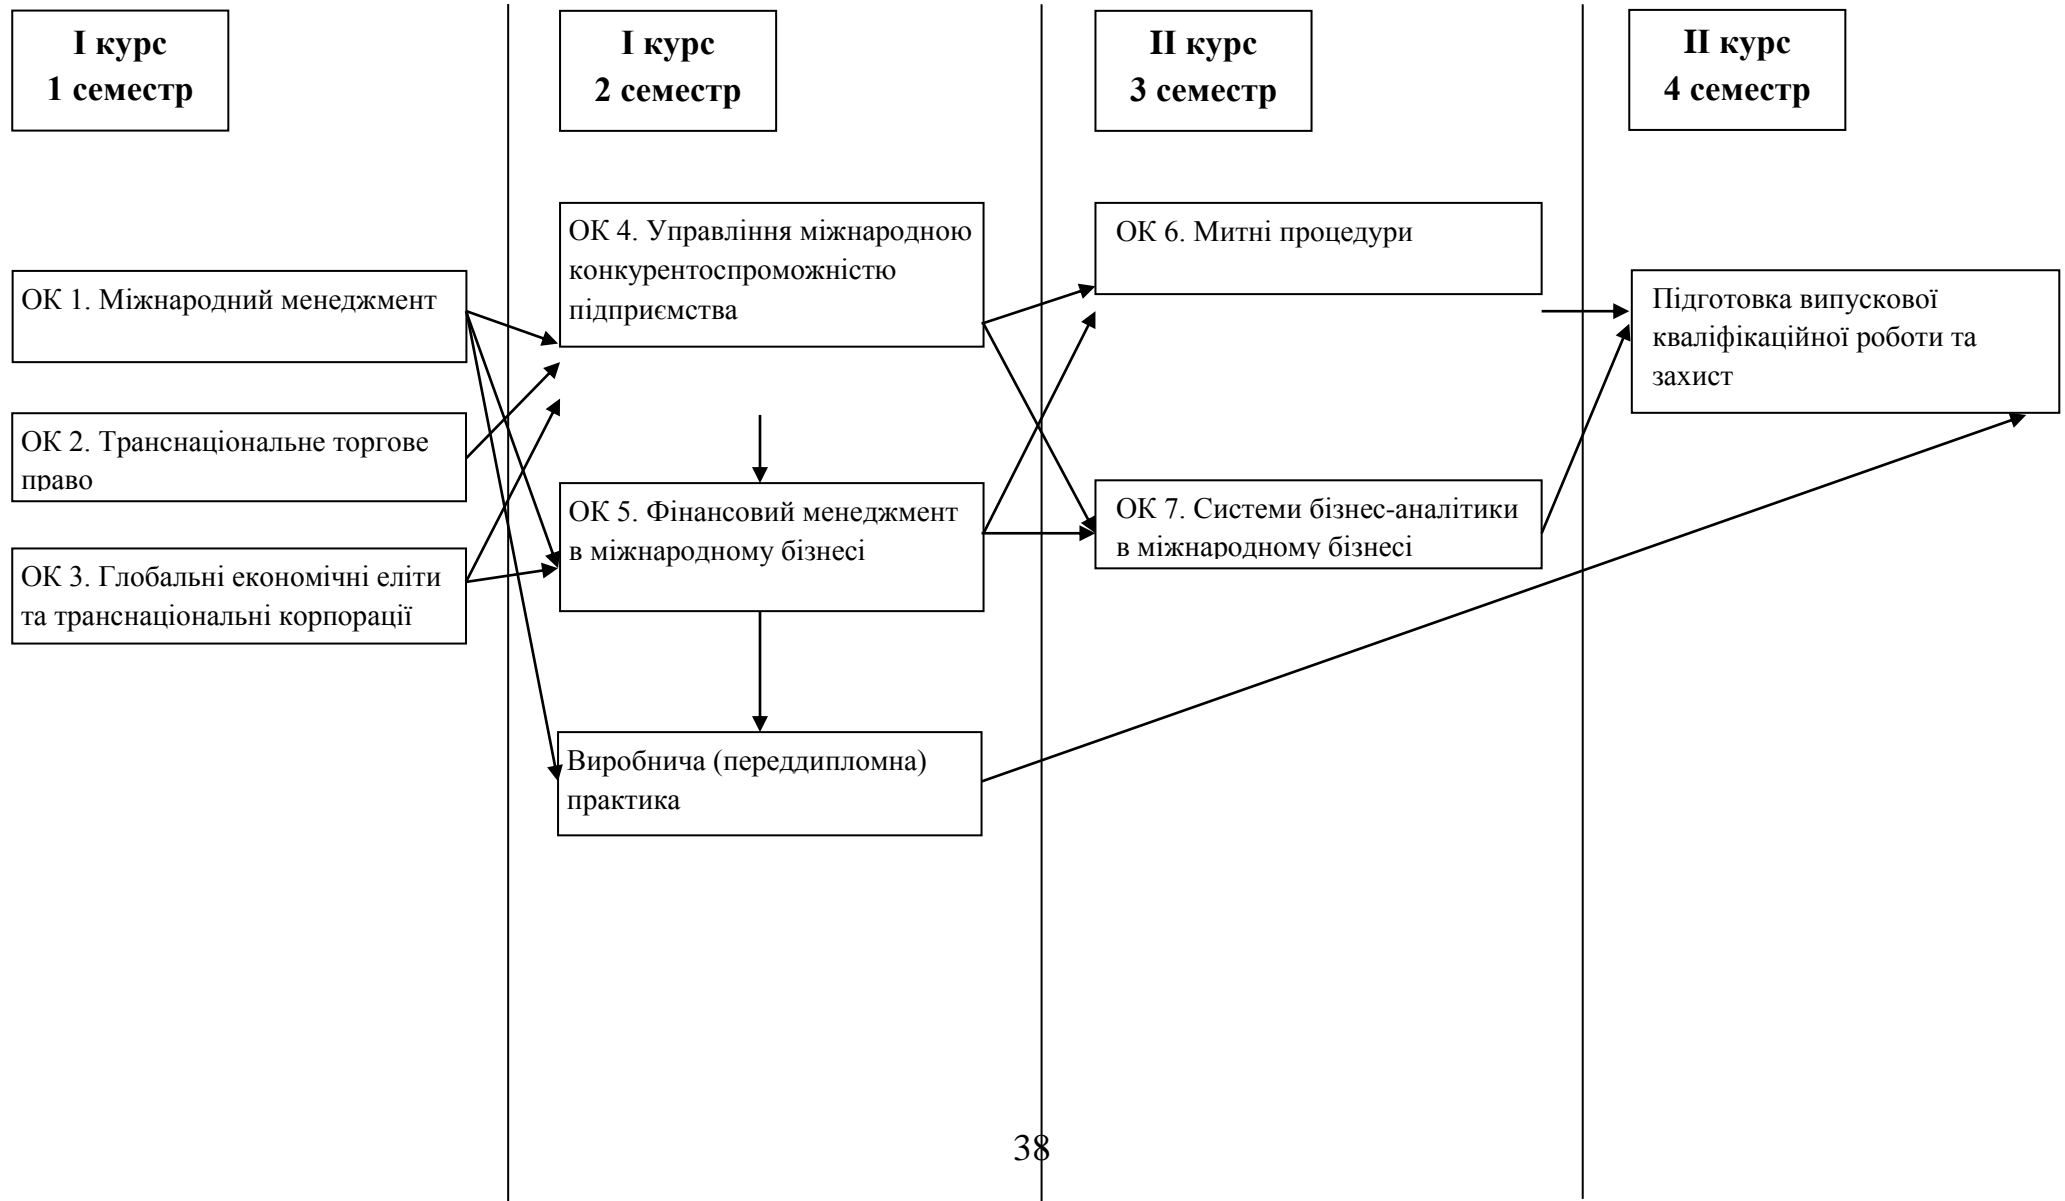 І курс
1 семестр
І курс
2 семестр
ІІ курс
3 семестр
ІІ курс
4 семестр
ОК 1. Міжнародний менеджмент
ОК 2. Транснаціональне торгове
право
ОК 3. Глобальні економічні еліти
та транснаціональні корпорації
ОК 4. Управління міжнародною
конкурентоспроможністю
підприємства
ОК 5. Фінансовий менеджмент
в міжнародному бізнесі
Виробнича (переддипломна)
практика
ОК 6. Митні процедури
ОК 7. Системи бізнес-аналітики
в міжнародному бізнесі
Підготовка випускової
кваліфікаційної роботи та
захист
38